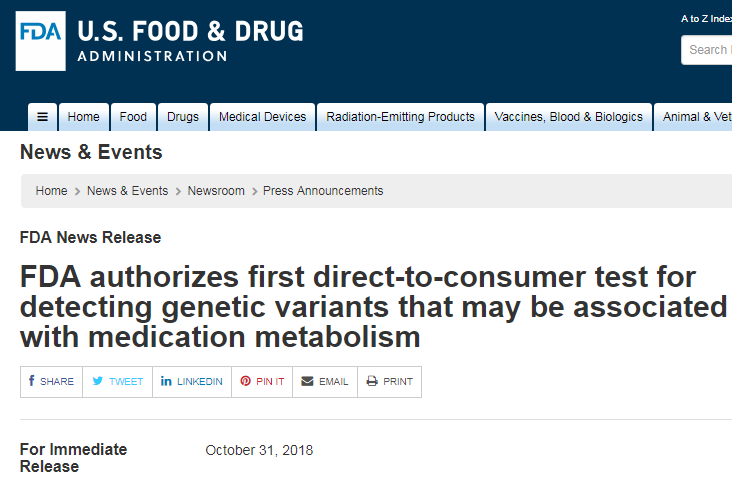 FDA U.S. FOOD & DRUG
ADMINISTRATION
A to Z Index
Search
Home Food Drugs Medical Devices Radiation-Emitting Products Vaccines, Blood & Biologics Animal & Vet
News & Events
Home > News & Events > Newsroom > Press Announcements
FDA News Release
FDA authorizes first direct-to-consumer test for
detecting genetic variants that may be associated
with medication metabolism
SHARE TWEET LINKEDIN PIN IT EMAIL PRINT
For Immediate October 31, 2018
Release